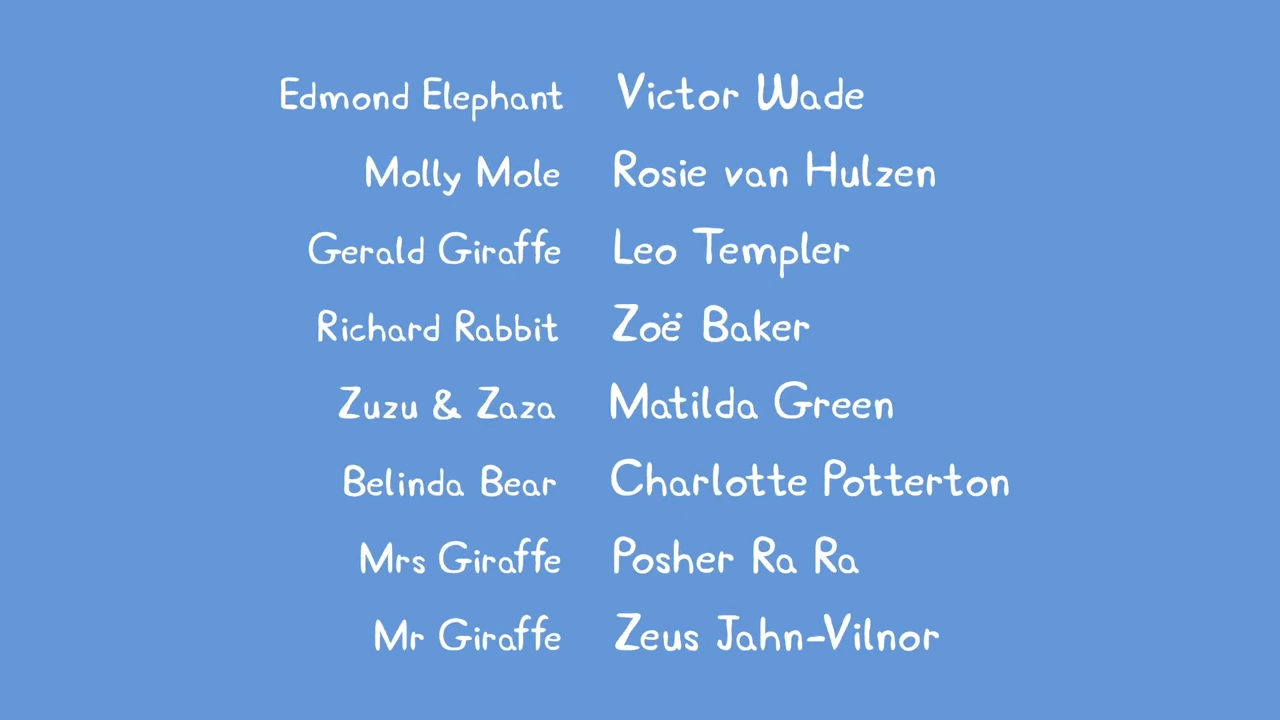 Edmond Elephant Victor Wade
Molly Mole Rosie van Hulzen
Gerald Giraffe Leo Templer
Richard Rabbit Zoë Baker
Zuzu & Zaza Matilda Green
Belinda Bear Charlotte Potterton
Mrs Giraffe Posher Ra Ra
Mr Giraffe Zeus Jahn-Vilnor